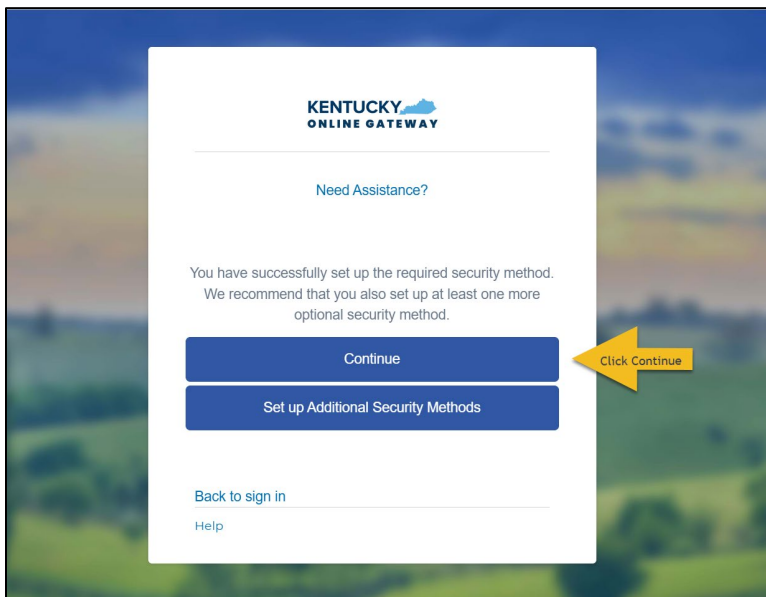 KENTUCKY
ONLINE GATEWAY
Need Assistance?
You have successfully set up the required security method.
We recommend that you also set up at least one more
optional security method.
Continue
Click Continue
Set up Additional Security Methods
Back to sign in
Help